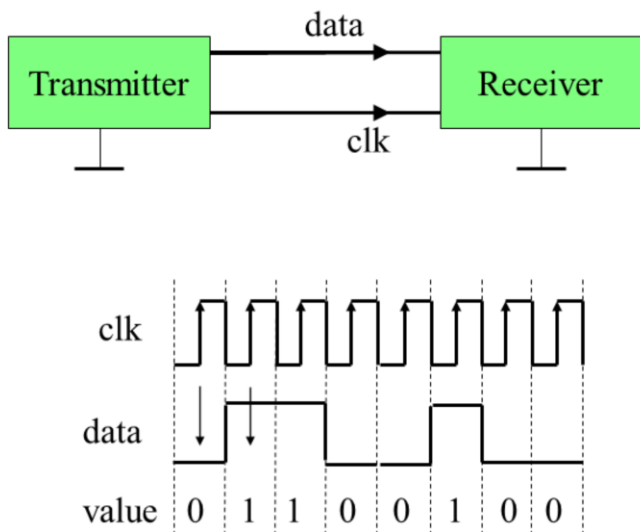 data
Transmitter Receiver
clk
clk
data
value 0 1 1 0 0 1 0 0